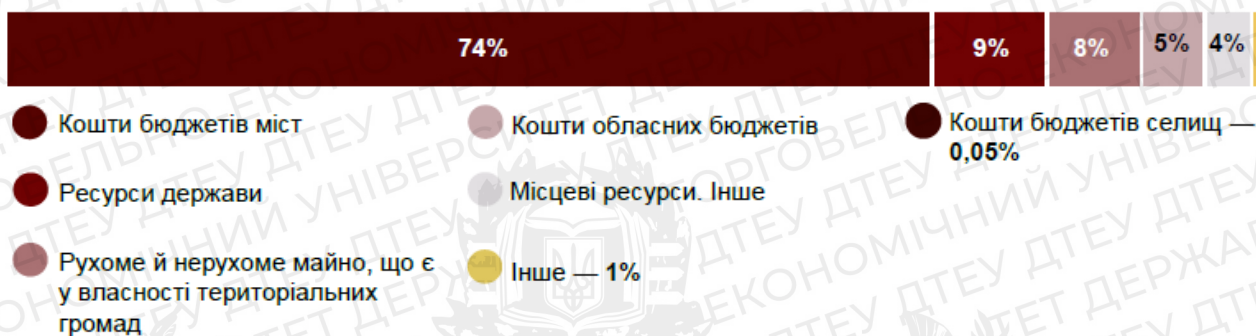 74%
9%
8%
5%
4%
Кошти бюджетів міст
Ресурси держави
Рухоме й нерухоме майно, що є
у власності територіальних
громад
Кошти обласних бюджетів
Місцеві ресурси. Інше
Інше — 1%
Кошти бюджетів селищ —
0,05%